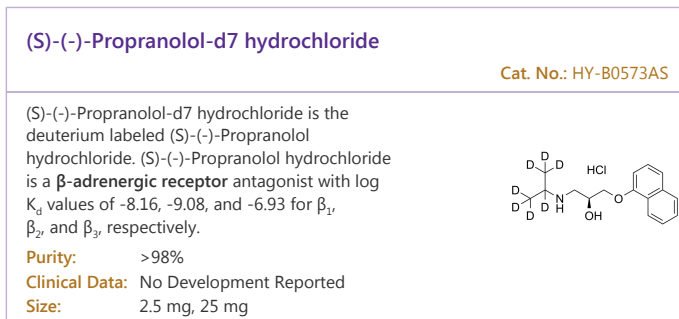 (S)-(-)-Propranolol-d7 hydrochloride
Cat. No.: HY-B0573AS
(S)-(-)-Propranolol-d7 hydrochloride is the
deuterium labeled (S)-(-)-Propranolol
hydrochloride. (S)-(-)-Propranolol hydrochloride
is a β-adrenergic receptor antagonist with log
Kd values of -8.16, -9.08, and -6.93 for β1,
β2, and β3, respectively.
D D D HCl
D D D D N H O OH
Purity: >98%
Clinical Data: No Development Reported
Size: 2.5 mg, 25 mg